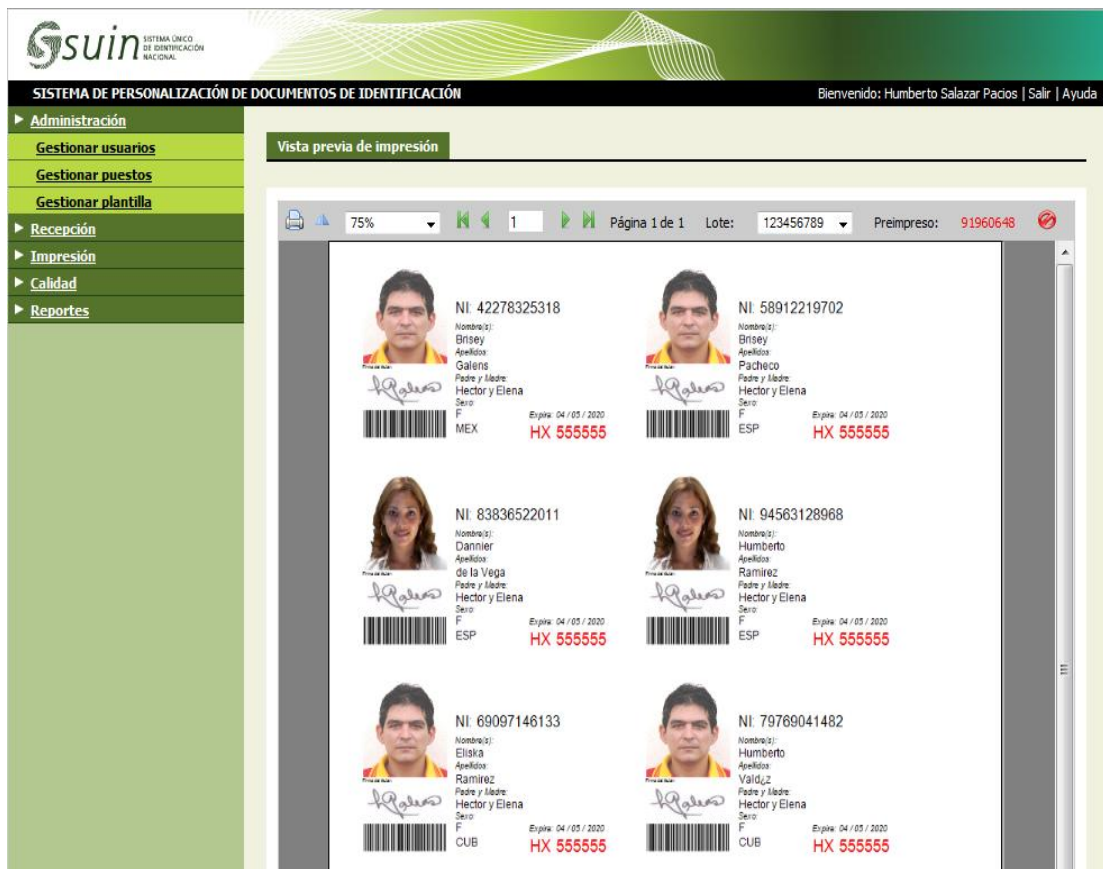 suin SISTEMA ÚNICO
DE IDENTIFICACIÓN
NACIONAL
SISTEMA DE PERSONALIZACIÓN DE DOCUMENTOS DE IDENTIFICACIÓN
Bienvenido: Humberto Salazar Pacios | Salir | Ayuda
Administración
Gestionar usuarios
Gestionar puestos
Gestionar plantilla
Recepción
Impresión
Calidad
Reportes
Vista previa de impresión
75% 1 Página 1 de 1 Lote: 123456789 Preimpreso: 91960648
NI: 42278325318
Nombre(s):
Brisey
Apellidos:
Galens
Padre y Madre:
Hector y Elena
Sexo:
F Expira: 04 / 05 / 2020
MEX HX 555555
NI: 58912219702
Nombre(s):
Brisey
Apellidos:
Pacheco
Padre y Madre:
Hector y Elena
Sexo:
F Expira: 04 / 05 / 2020
ESP HX 555555
NI: 83836522011
Nombre(s):
Dannier
Apellidos:
de la Vega
Padre y Madre:
Hector y Elena
Sexo:
F Expira: 04 / 05 / 2020
ESP HX 555555
NI: 94563128968
Nombre(s):
Humberto
Apellidos:
Ramirez
Padre y Madre:
Hector y Elena
Sexo:
F Expira: 04 / 05 / 2020
ESP HX 555555
NI: 69097146133
Nombre(s):
Eliska
Apellidos:
Ramirez
Padre y Madre:
Hector y Elena
Sexo:
F Expira: 04 / 05 / 2020
CUB HX 555555
NI: 79769041482
Nombre(s):
Humberto
Apellidos:
Vald¿z
Padre y Madre:
Hector y Elena
Sexo:
F Expira: 04 / 05 / 2020
CUB HX 555555